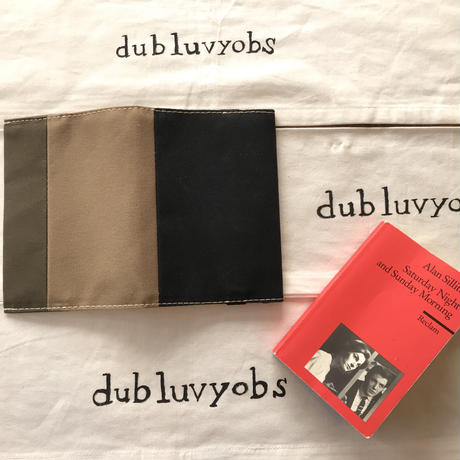 dubluvyobs
dubluvyo
Alan Sillit
Saturday Night
and Sunday Morning
Reclam
dubluvyobs